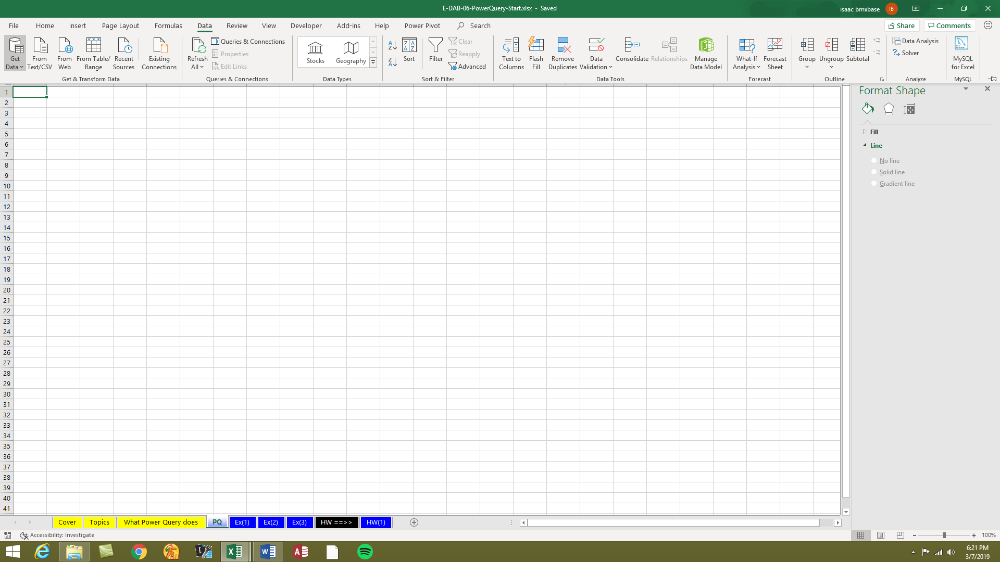 E-DAB-06-PowerQuery-Start.xlsx - Saved
isaac bmxbase IB
File Home Insert Page Layout Formulas Data Review View Developer Add-ins Help Power Pivot Search Share Comments
Get Data
From Text/CSV
From Web
From Table/ Range
Recent Sources
Existing Connections
Get & Transform Data
Refresh All
Queries & Connections
Properties
Edit Links
Queries & Connections
Stocks Geography
Data Types
Sort
Filter
Clear
Reapply
Advanced
Sort & Filter
Text to Columns
Flash Fill
Remove Duplicates
Data Validation
Consolidate
Relationships
Manage Data Model
Data Tools
What-If Analysis
Forecast Sheet
Forecast
Group
Ungroup
Subtotal
Outline
Data Analysis
Solver
Analyze
MySQL for Excel
MySQL
1
2
3
4
5
6
7
8
9
10
11
12
13
14
15
16
17
18
19
20
21
22
23
24
25
26
27
28
29
30
31
32
33
34
35
36
37
38
39
40
41
Format Shape
Fill
Line
No line
Solid line
Gradient line
Cover Topics What Power Query does PQ Ex(1) Ex(2) Ex(3) HW ==>> HW(1)
Accessibility: Investigate
100%
6:21 PM
3/7/2019